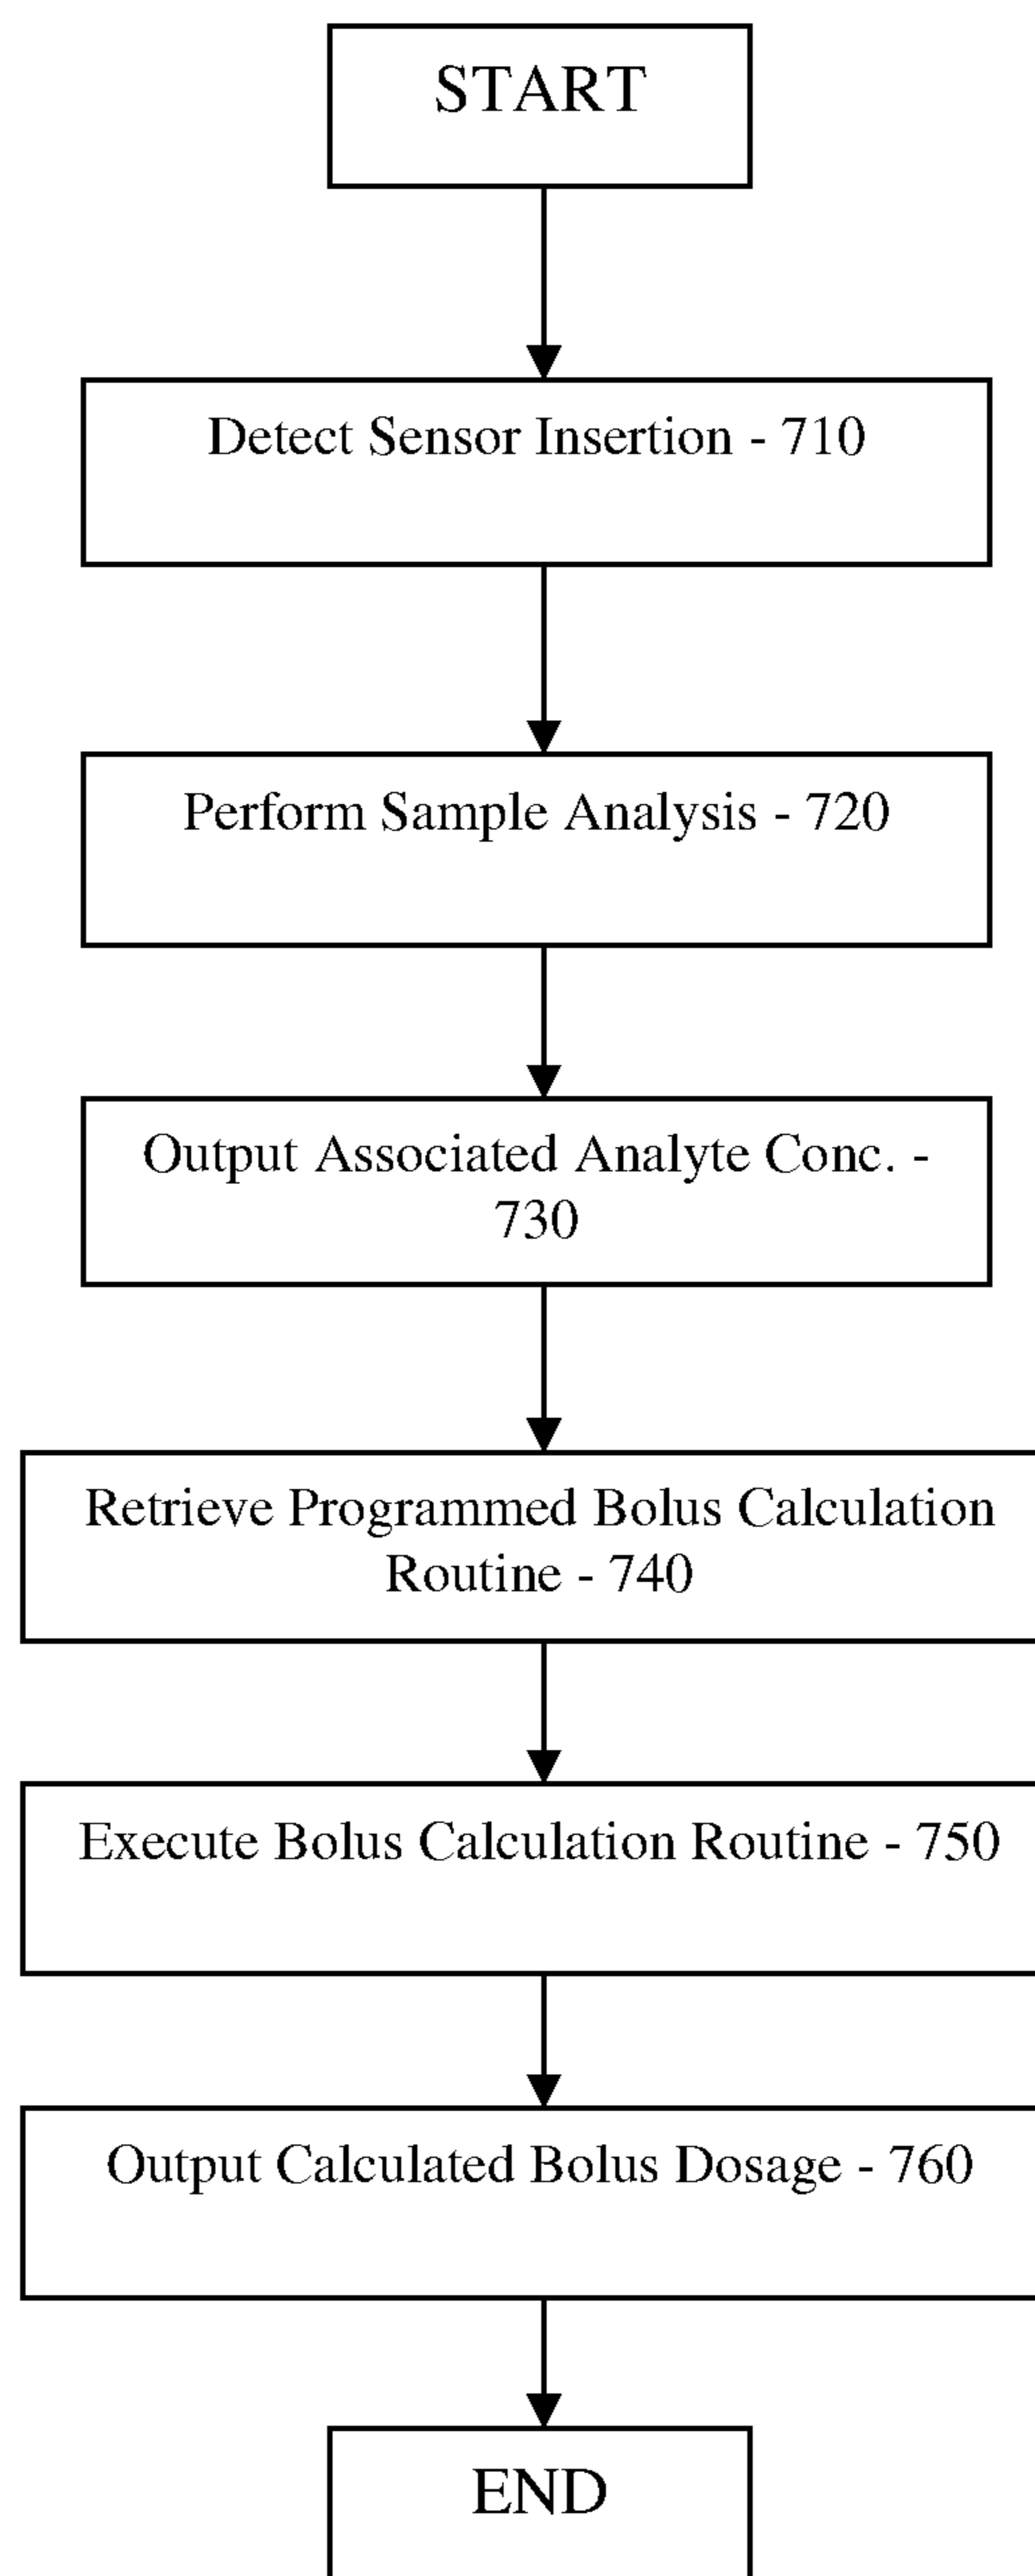 START
Detect Sensor Insertion - 710
Perform Sample Analysis - 720
Output Associated Analyte Conc. -
730
Retrieve Programmed Bolus Calculation
Routine - 740
Execute Bolus Calculation Routine - 750
Output Calculated Bolus Dosage - 760
END